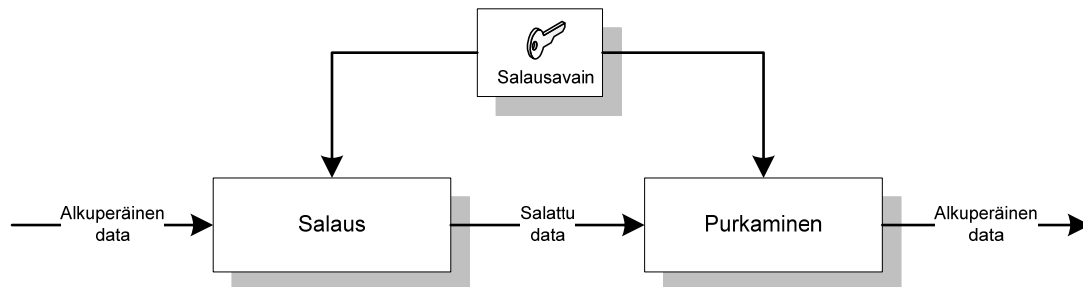 Salausavain
Alkuperäinen
data
Salaus
Salattu
data
Purkaminen
Alkuperäinen
data